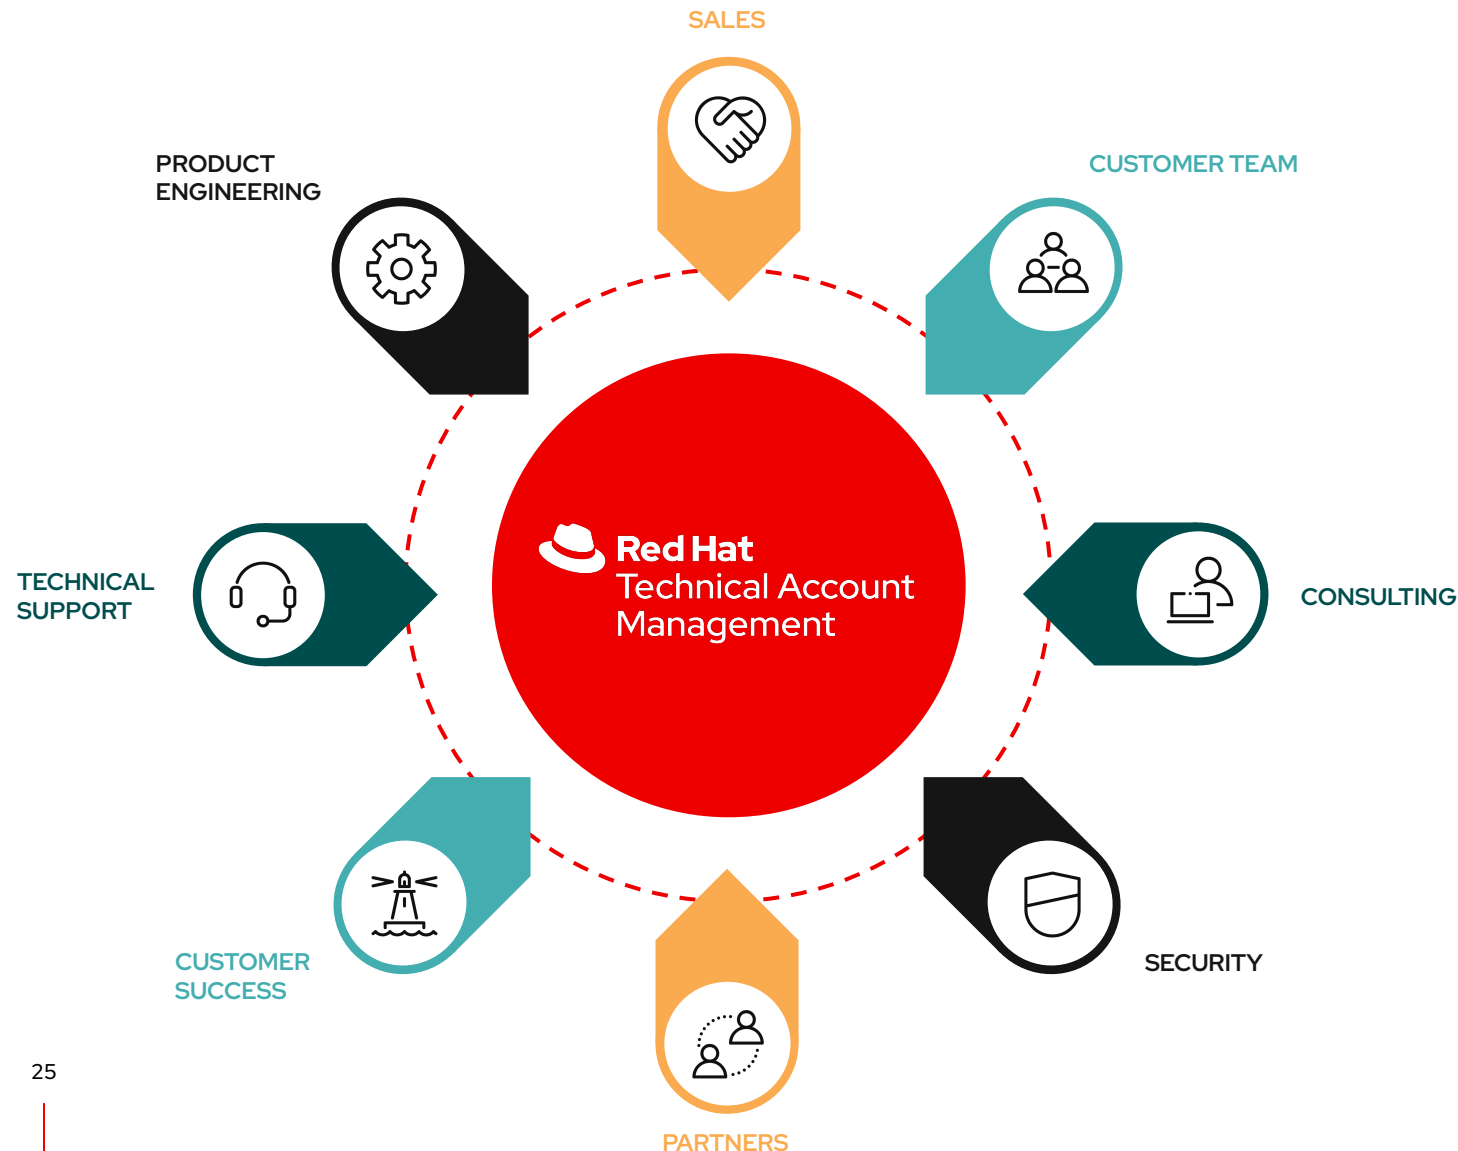 SALES
PRODUCT
ENGINEERING
CUSTOMER TEAM
Red Hat
Technical Account
Management
TECHNICAL
SUPPORT
CONSULTING
CUSTOMER
SUCCESS
SECURITY
25
PARTNERS